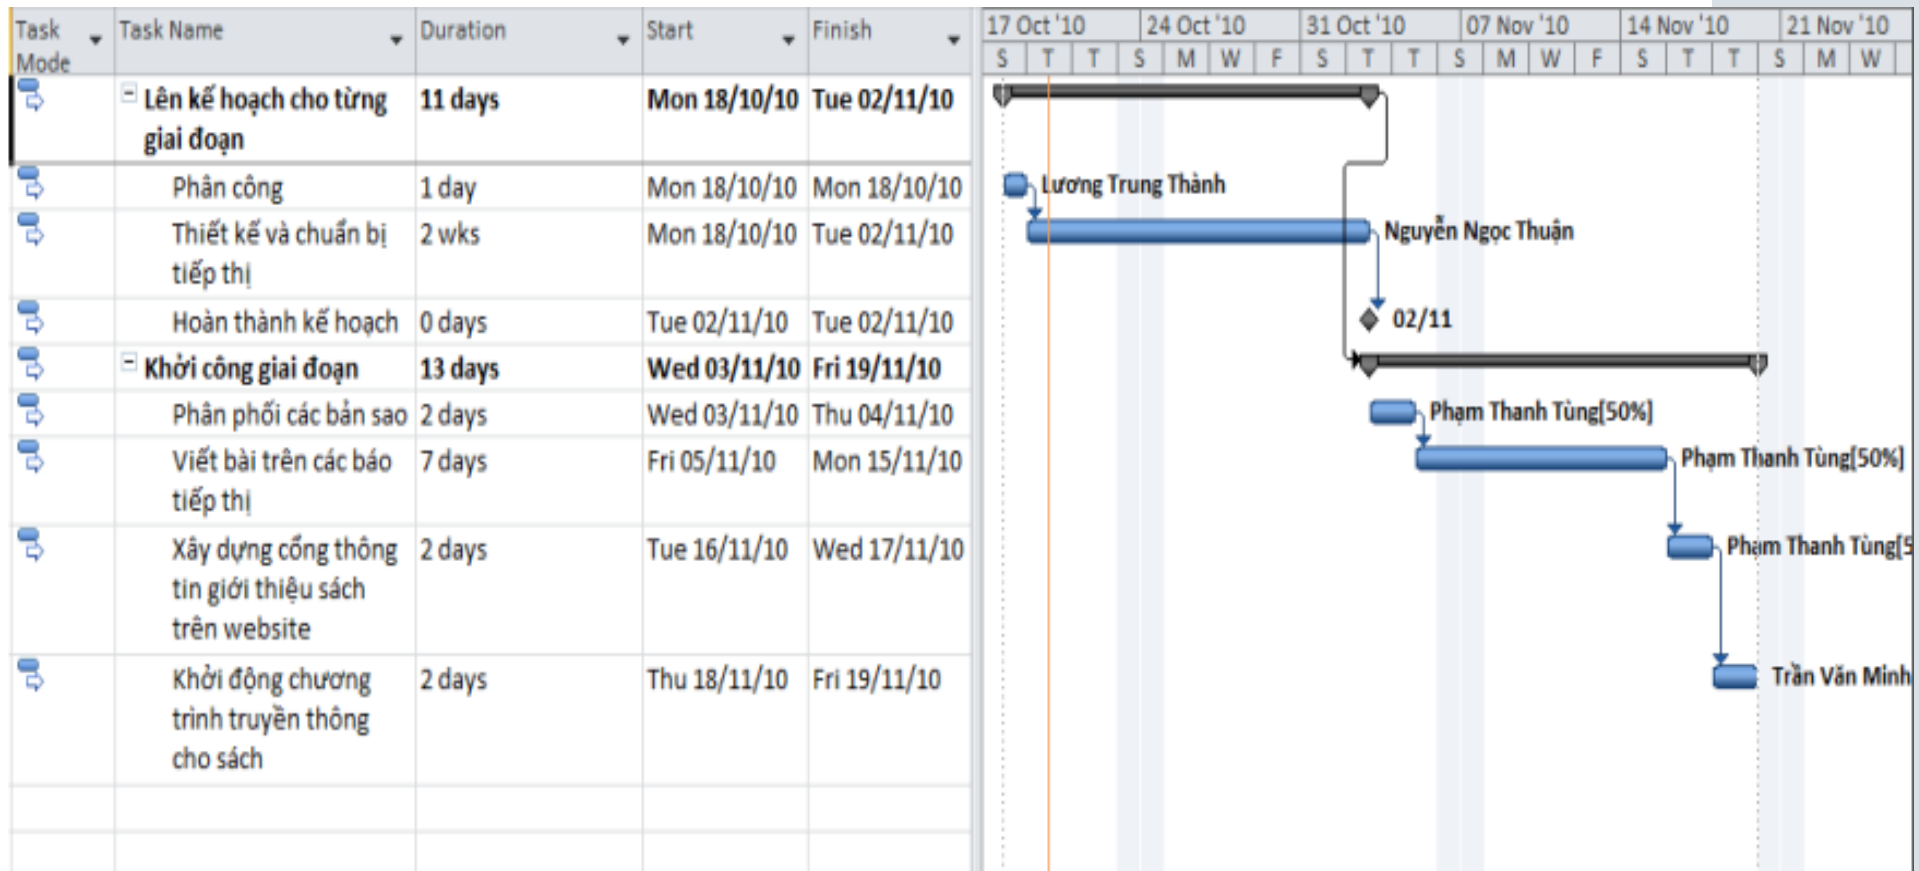 Task Mode Task Name Duration Start Finish
17 Oct '10 24 Oct '10 31 Oct '10 07 Nov '10 14 Nov '10 21 Nov '10
S T T S M W F S T T S M W F S T T S M W
Lên kế hoạch cho từng giai đoạn 11 days Mon 18/10/10 Tue 02/11/10
Phân công 1 day Mon 18/10/10 Mon 18/10/10 Lương Trung Thành
Thiết kế và chuẩn bị tiếp thị 2 wks Mon 18/10/10 Tue 02/11/10 Nguyễn Ngọc Thuận
Hoàn thành kế hoạch 0 days Tue 02/11/10 Tue 02/11/10 02/11
Khởi công giai đoạn 13 days Wed 03/11/10 Fri 19/11/10
Phân phối các bản sao 2 days Wed 03/11/10 Thu 04/11/10 Phạm Thanh Tùng[50%]
Viết bài trên các báo tiếp thị 7 days Fri 05/11/10 Mon 15/11/10 Phạm Thanh Tùng[50%]
Xây dựng cổng thông tin giới thiệu sách trên website 2 days Tue 16/11/10 Wed 17/11/10 Phạm Thanh Tùng[5
Khởi động chương trình truyền thông cho sách 2 days Thu 18/11/10 Fri 19/11/10 Trần Văn Minh